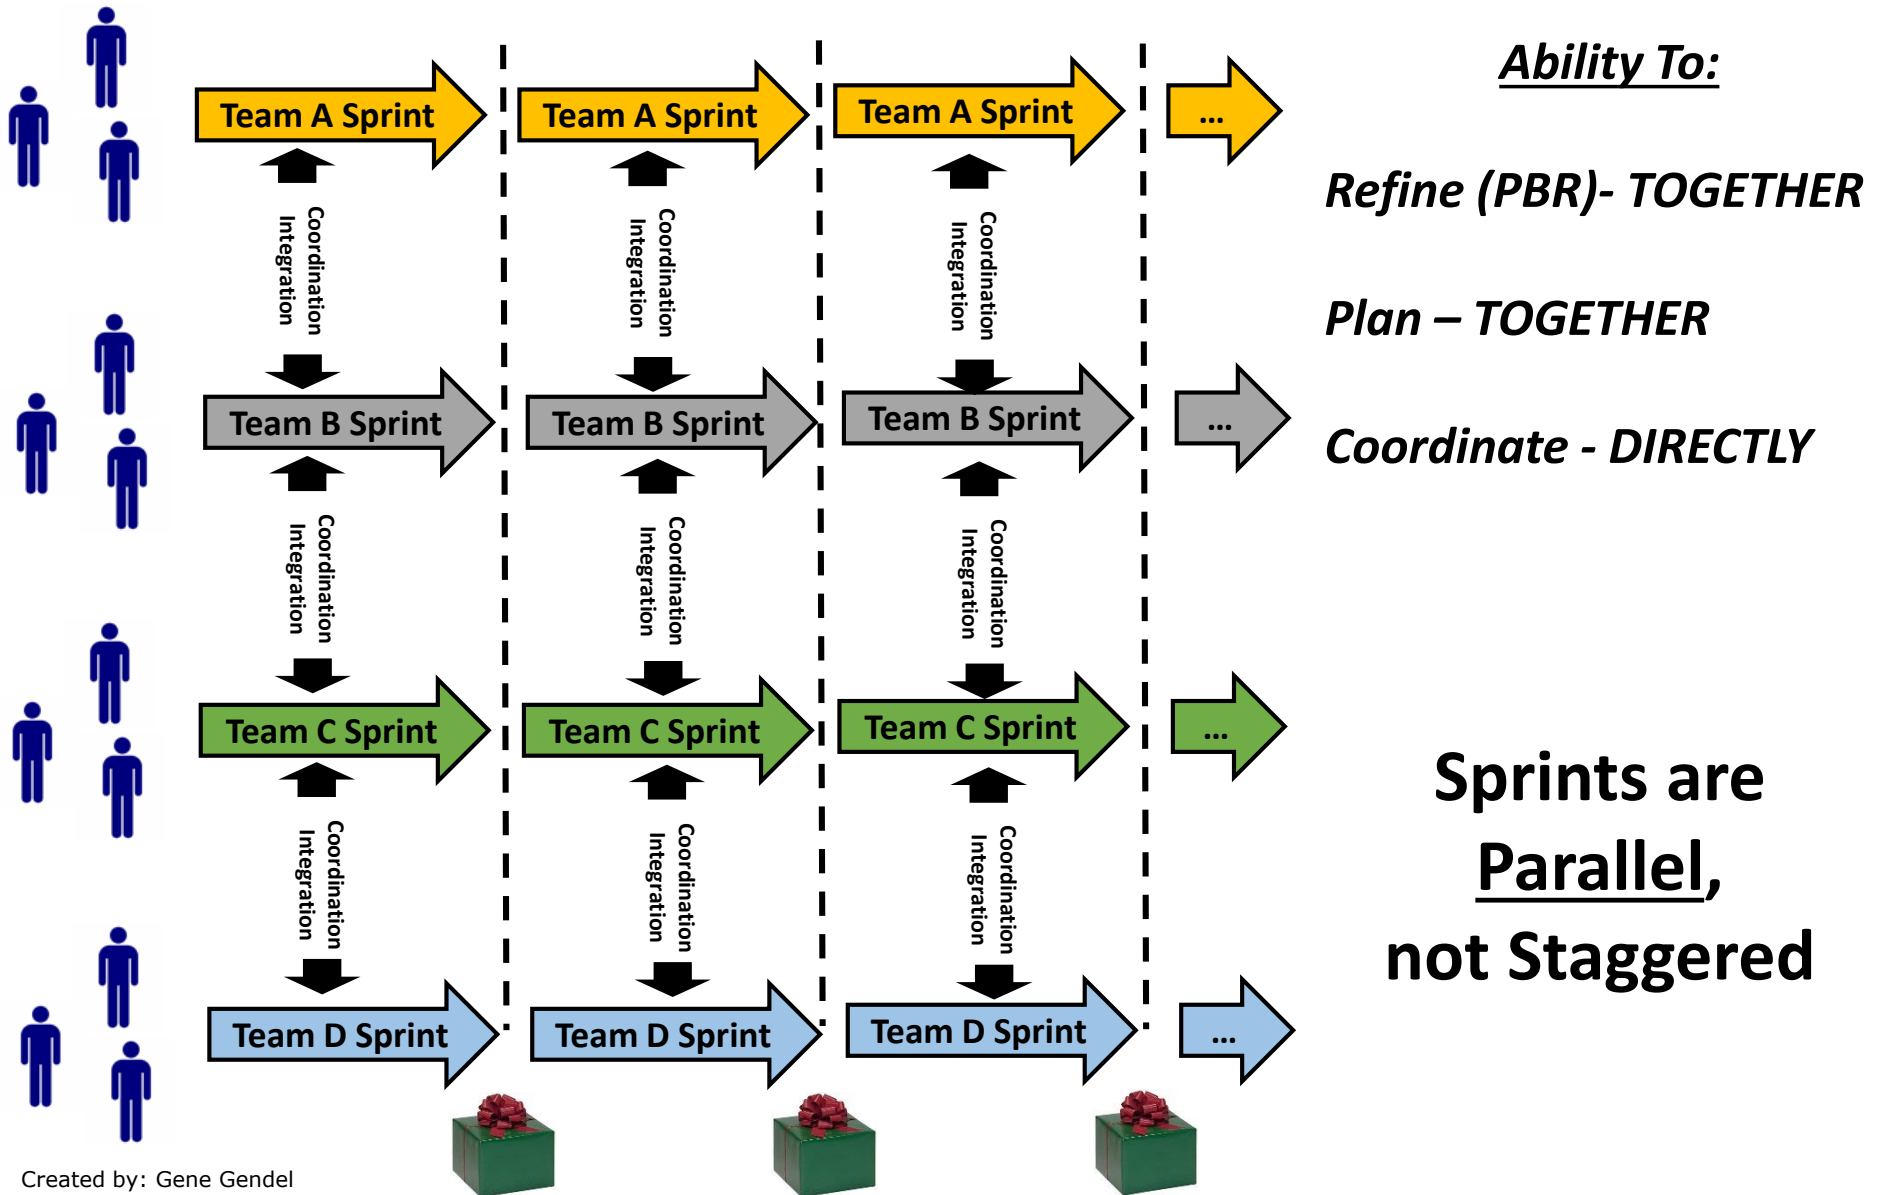 Team A Sprint
Team A Sprint
Team A Sprint
...
Coordination
Integration
Coordination
Integration
Coordination
Integration
Team B Sprint
Team B Sprint
Team B Sprint
...
Coordination
Integration
Coordination
Integration
Coordination
Integration
Team C Sprint
Team C Sprint
Team C Sprint
...
Coordination
Integration
Coordination
Integration
Coordination
Integration
Team D Sprint
Team D Sprint
Team D Sprint
...
Ability To:
Refine (PBR)- TOGETHER
Plan – TOGETHER
Coordinate - DIRECTLY
Sprints are
Parallel,
not Staggered
Created by: Gene Gendel